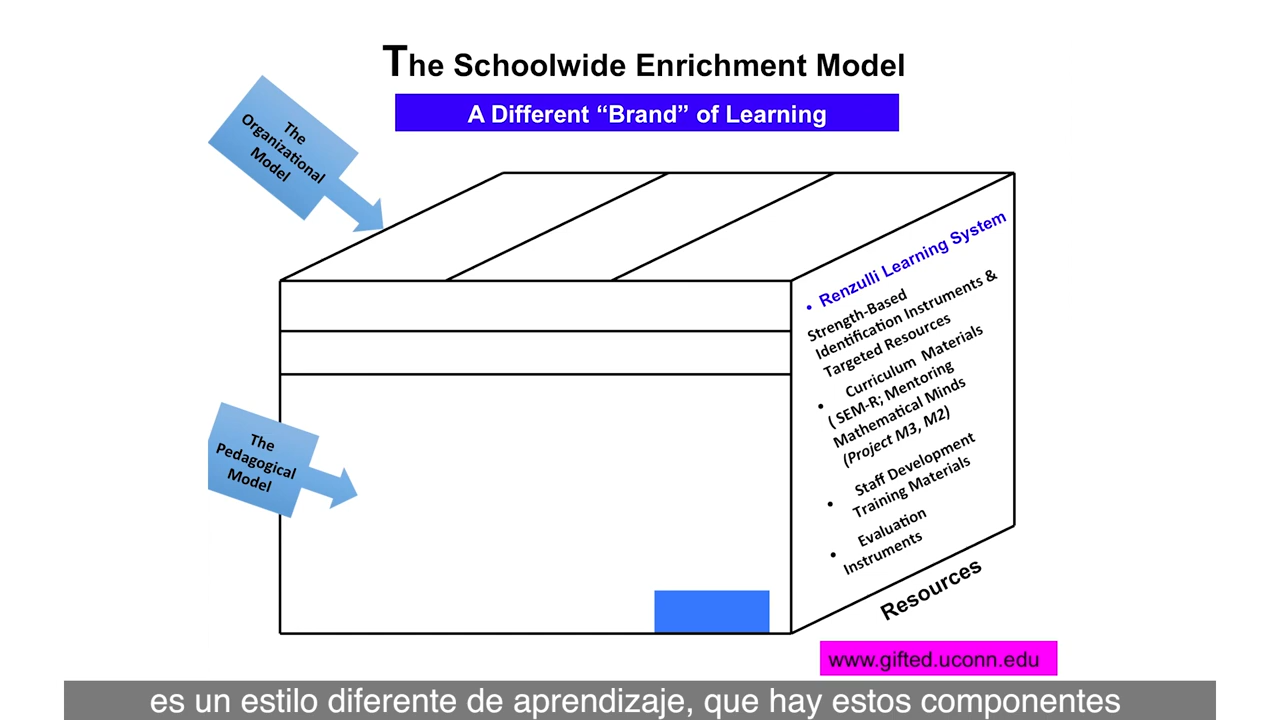 The Schoolwide Enrichment Model
A Different “Brand” of Learning
The
Organizational
Model
• Renzulli Learning System
Strength-Based
Identification Instruments &
Targeted Resources
• Curriculum Materials
( SEM-R; Mentoring
Mathematical Minds
(Project M3, M2)
• Staff Development
Training Materials
• Evaluation
Instruments
The
Pedagogical
Model
Resources
www.gifted.uconn.edu
es un estilo diferente de aprendizaje, que hay estos componentes